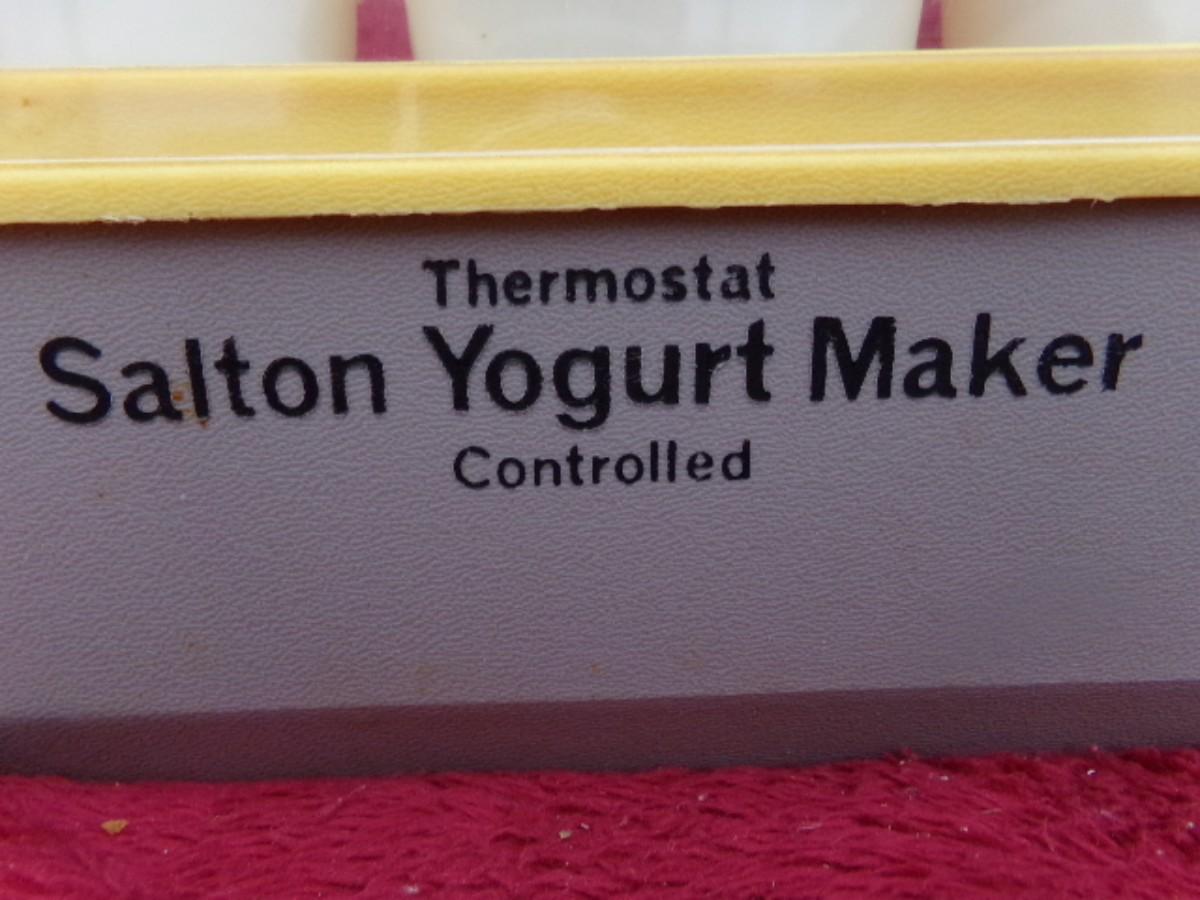 Thermostat
Salton Yogurt Maker
Controlled